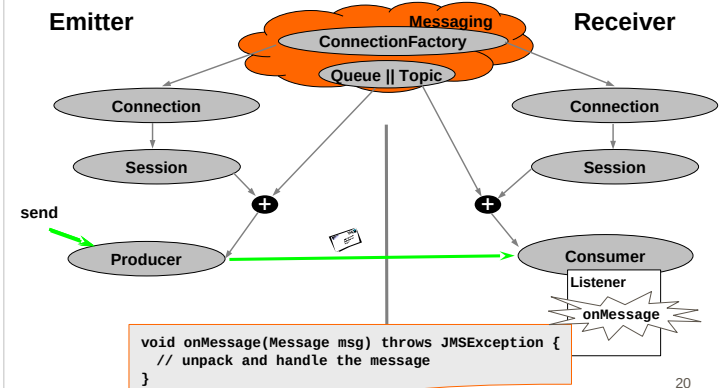 Emitter
Messaging
Receiver
ConnectionFactory
Queue || Topic
Connection
Connection
Session
Session
+
+
send
Producer
Consumer
Listener
onMessage
void onMessage(Message msg) throws JMSException {
// unpack and handle the message
}
20